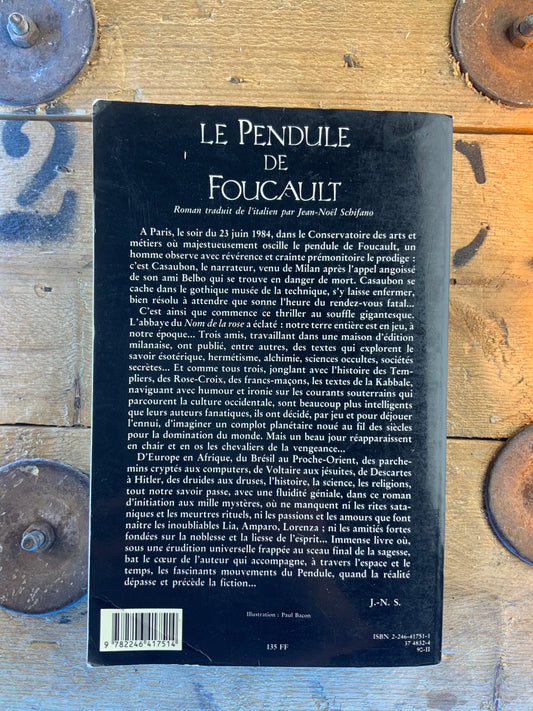 LE PENDULE
DE
FOUCAULT
Roman traduit de l'italien par Jean-Noël Schifano
A Paris, le soir du 23 juin 1984, dans le Conservatoire des arts et
métiers où majestueusement oscille le pendule de Foucault, un
homme observe avec révérence et crainte prémonitoire le prodige :
c'est Casaubon, le narrateur, venu de Milan après l'appel angoissé
de son ami Belbo qui se trouve en danger de mort. Casaubon se
cache dans le gothique musée de la technique, s'y laisse enfermer,
bien résolu à attendre que sonne l'heure du rendez-vous fatal...
C'est ainsi que commence ce thriller au souffle gigantesque.
L'abbaye du Nom de la rose a éclaté : notre terre entière est en jeu, à
notre époque... Trois amis, travaillant dans une maison d'édition
milanaise, ont publié, entre autres, des textes qui explorent le
savoir ésotérique, hermétisme, alchimie, sciences occultes, sociétés
secrètes... Et comme tous trois, jonglant avec l'histoire des Tem-
pliers, des Rose-Croix, des francs-maçons, les textes de la Kabbale,
naviguant avec humour et ironie sur les courants souterrains qui
parcourent la culture occidentale, sont beaucoup plus intelligents
que leurs auteurs fanatiques, ils ont décidé, par jeu et pour déjouer
l'ennui, d'imaginer un complot planétaire noué au fil des siècles
pour la domination du monde. Mais un beau jour réapparaissent
en chair et en os les chevaliers de la vengeance...
D'Europe en Afrique, du Brésil au Proche-Orient, des parche-
mins cryptés aux computers, de Voltaire aux jésuites, de Descartes
à Hitler, des druides aux druses, l'histoire, la science, les religions,
tout notre savoir passe, avec une fluidité géniale, dans ce roman
d'initiation aux mille mystères, où ne manquent ni les rites sata-
niques et les meurtres rituels, ni les passions et les amours que font
naître les inoubliables Lia, Amparo, Lorenza ; ni les amitiés fortes
fondées sur la noblesse et la liesse de l'esprit... Immense livre où,
sous une érudition universelle frappée au sceau final de la sagesse,
bat le cœur de l'auteur qui accompagne, à travers l'espace et le
temps, les fascinants mouvements du Pendule, quand la réalité
dépasse et précède la fiction...
J.-N. S.
Illustration : Paul Bacon
9 782246 417514
135 FF
ISBN 2-246-41751-1
37 4832-4
90-II